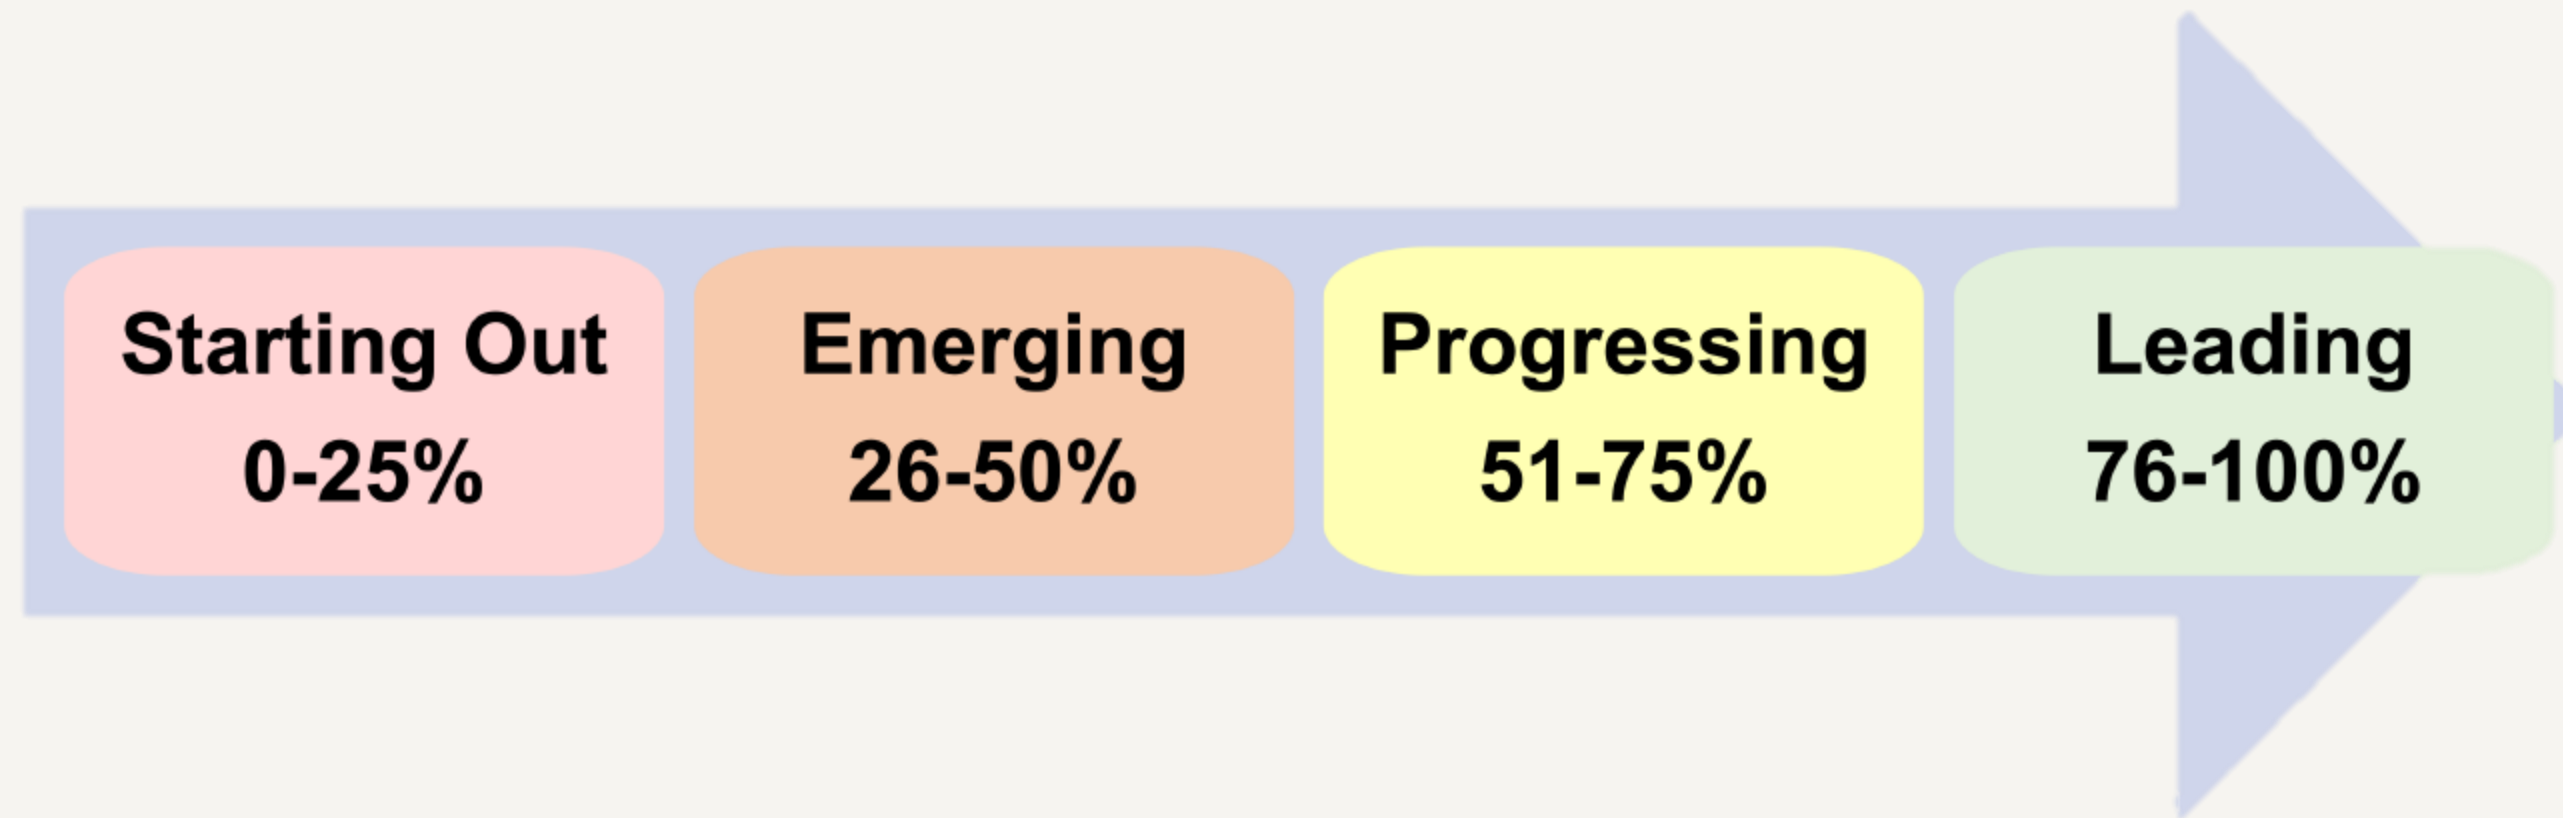 Starting Out
0-25%
Emerging
26-50%
Progressing
51-75%
Leading
76-100%